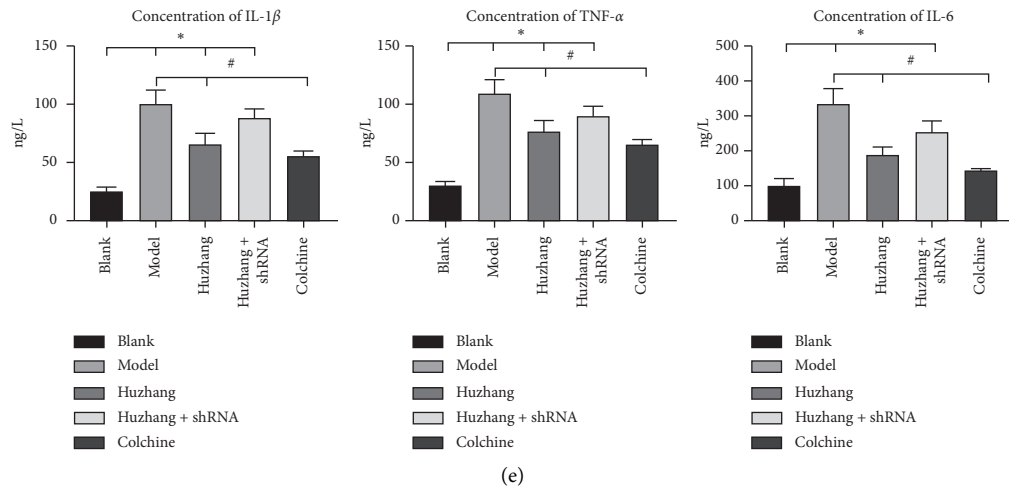 Concentration of IL-1β
*
#
150
100
50
0
ng/L
Blank
Model
Huzhang
Huzhang +
shRNA
Colchine
Blank
Model
Huzhang
Huzhang + shRNA
Colchine
Concentration of TNF-α
*
#
150
100
50
0
ng/L
Blank
Model
Huzhang
Huzhang +
shRNA
Colchine
Blank
Model
Huzhang
Huzhang + shRNA
Colchine
Concentration of IL-6
*
#
500
400
300
200
100
0
ng/L
Blank
Model
Huzhang
Huzhang +
shRNA
Colchine
Blank
Model
Huzhang
Huzhang + shRNA
Colchine
(e)